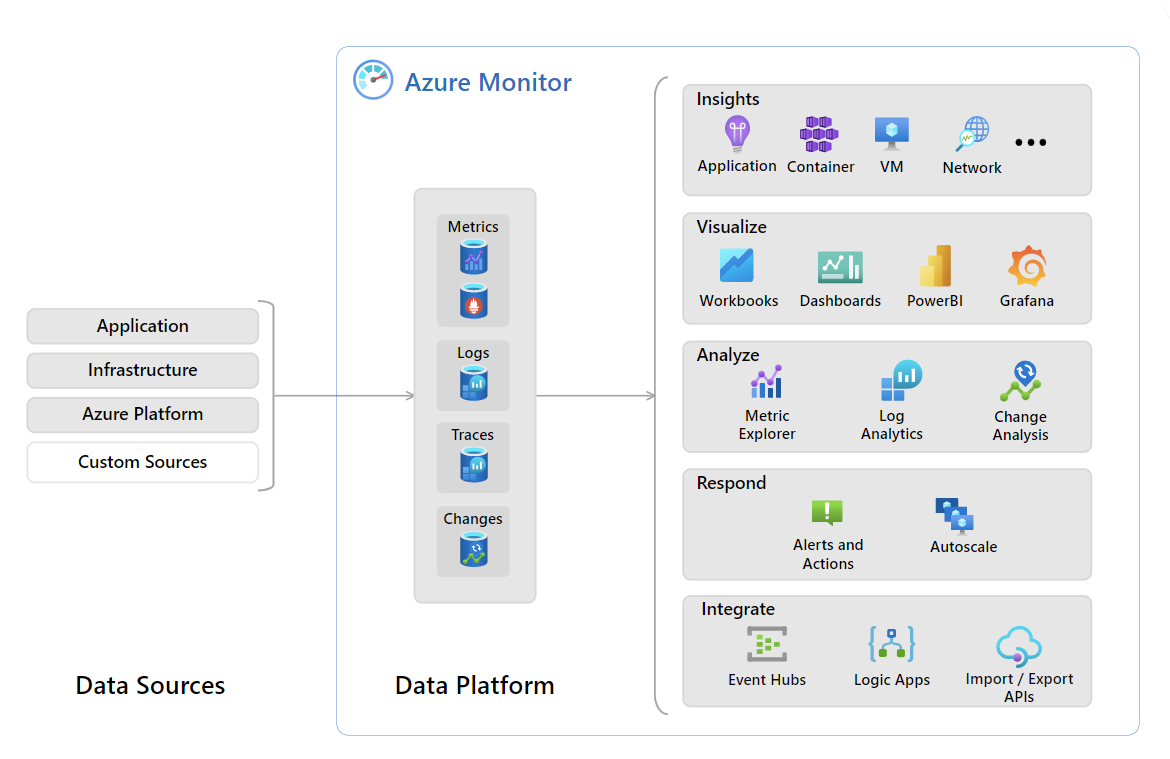 Azure Monitor
Application
Infrastructure
Azure Platform
Custom Sources
Data Sources
Metrics
Logs
Traces
Changes
Data Platform
Insights
Application
Container
VM
Network
•••
Visualize
Workbooks
Dashboards
PowerBI
Grafana
Analyze
Metric
Explorer
Log
Analytics
Change
Analysis
Respond
Alerts and
Actions
Autoscale
Integrate
Event Hubs
Logic Apps
Import / Export
APIs